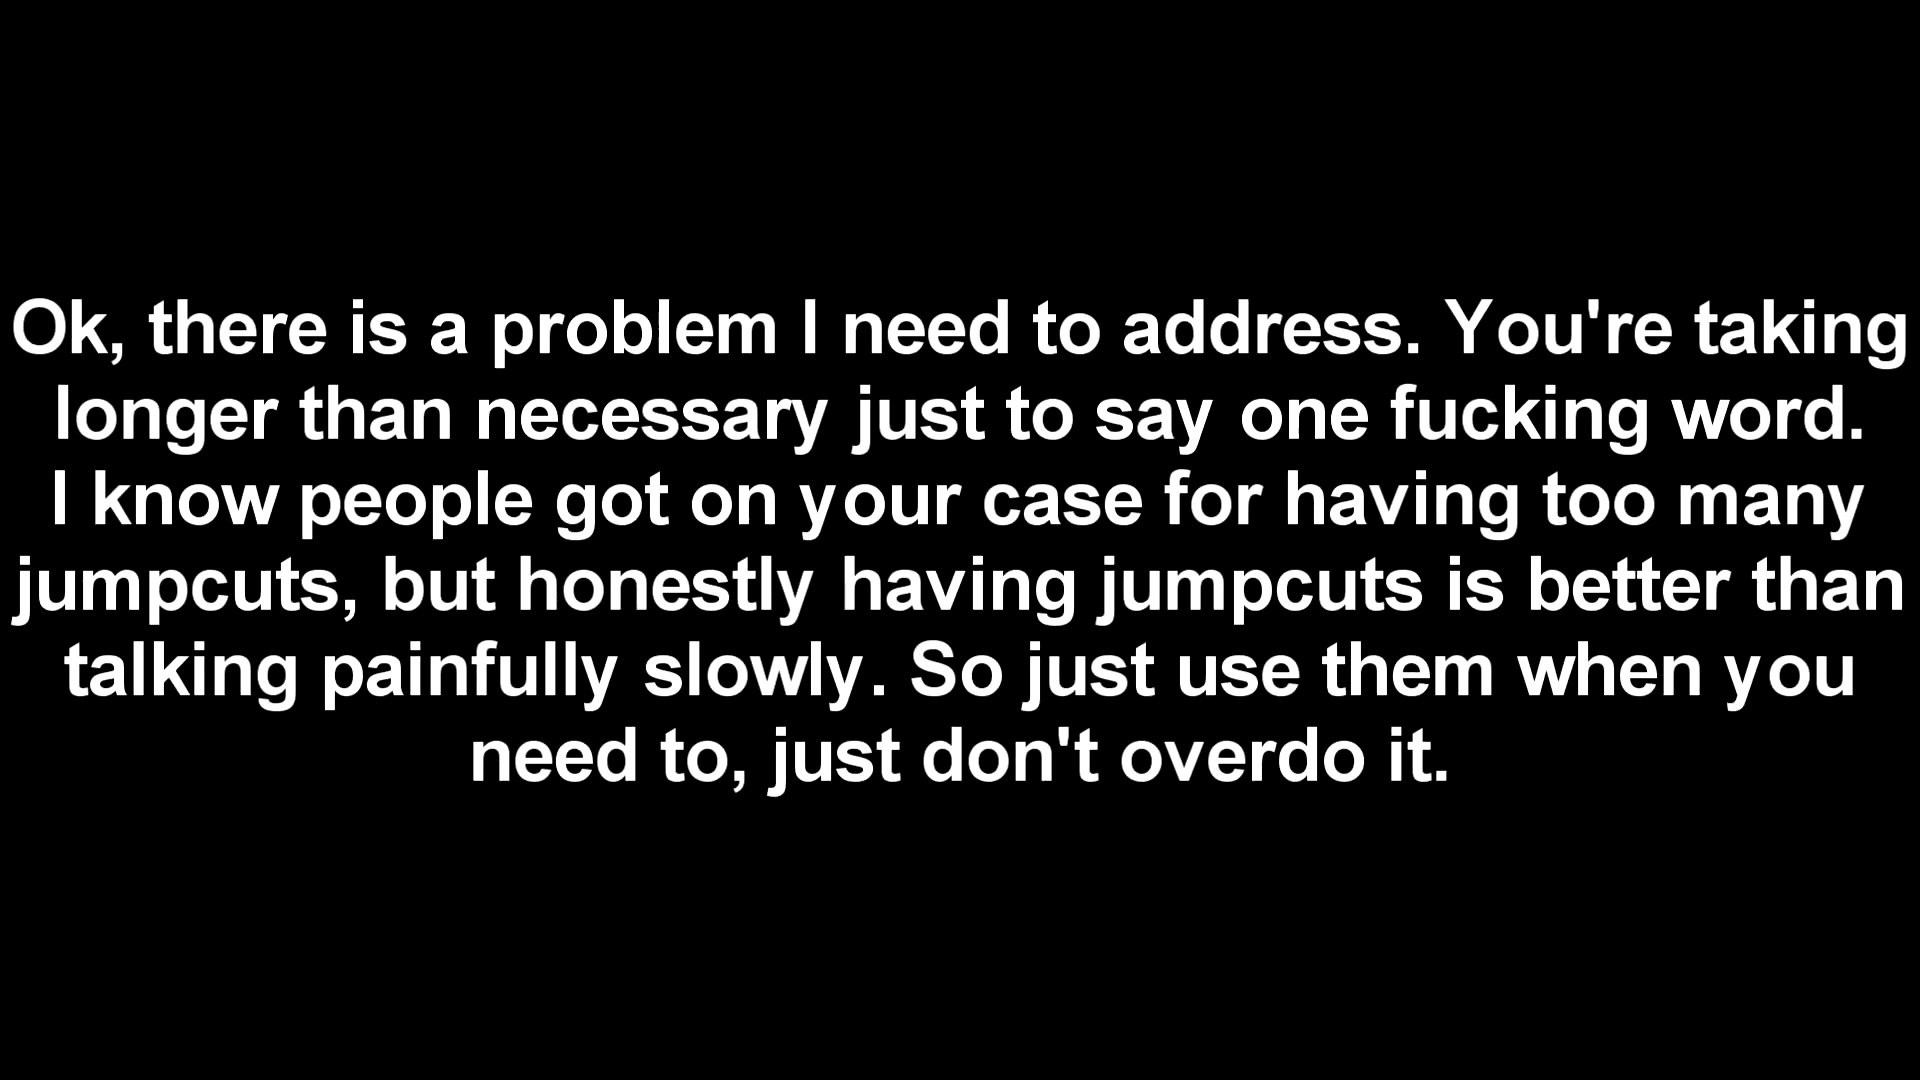 Ok, there is a problem I need to address. You're taking
longer than necessary just to say one fucking word.
I know people got on your case for having too many
jumpcuts, but honestly having jumpcuts is better than
talking painfully slowly. So just use them when you
need to, just don't overdo it.